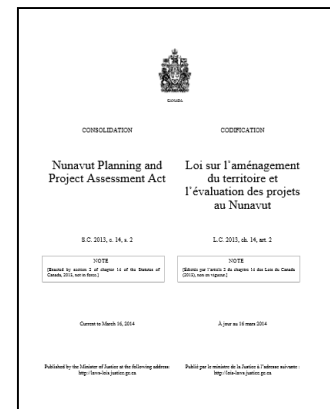 CANADA
CONSOLIDATION
Nunavut Planning and
Project Assessment Act
S.C. 2013, c. 14, s. 2
NOTE
[Enacted by section 2 of chapter 14 of the Statutes of
Canada, 2013, not in force.]
Current to March 16, 2014
Published by the Minister of Justice at the following address:
http://laws-lois.justice.gc.ca
CODIFICATION
Loi sur l’aménagement
du territoire et
l’évaluation des projets
au Nunavut
L.C. 2013, ch. 14, art. 2
NOTE
[Édictée par l’article 2 du chapitre 14 des Lois du Canada
(2013), non en vigueur.]
À jour au 16 mars 2014
Publié par le ministre de la Justice à l’adresse suivante :
http://lois-laws.justice.gc.ca